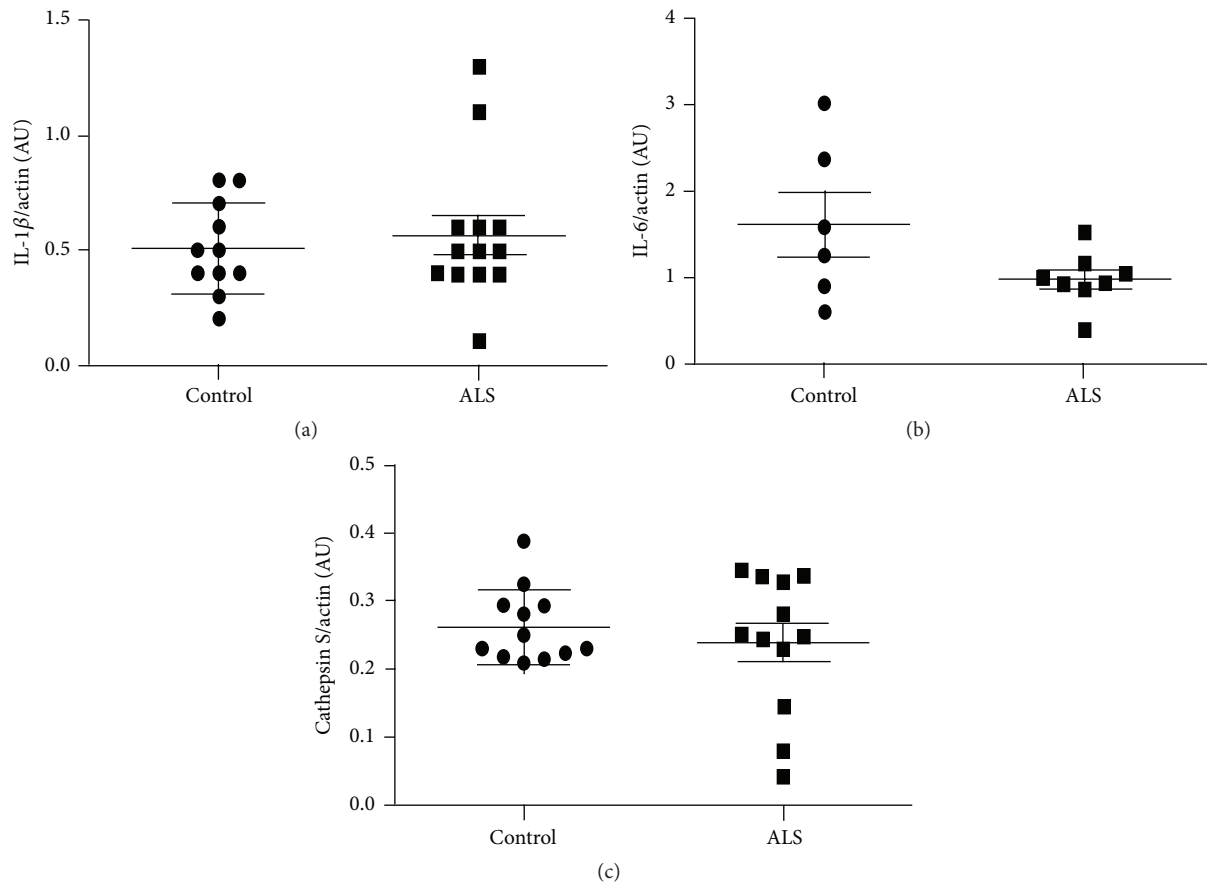 1.5
1.0
0.5
0.0
IL-1β/actin (AU)
Control
ALS
(a)
4
3
2
1
0
IL-6/actin (AU)
Control
ALS
(b)
0.5
0.4
0.3
0.2
0.1
0.0
Cathepsin S/actin (AU)
Control
ALS
(c)